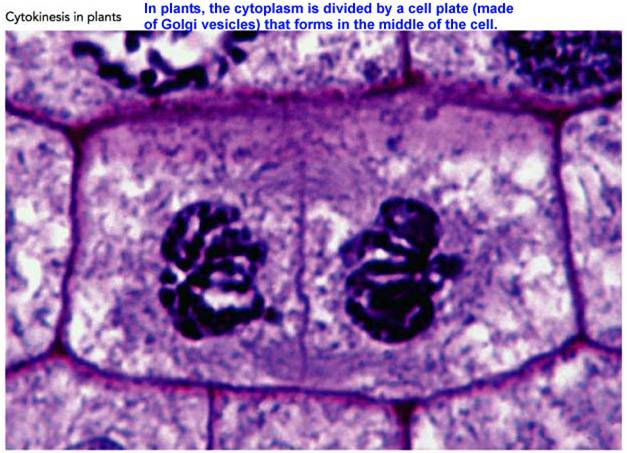 Cytokinesis in plants
In plants, the cytoplasm is divided by a cell plate (made
of Golgi vesicles) that forms in the middle of the cell.